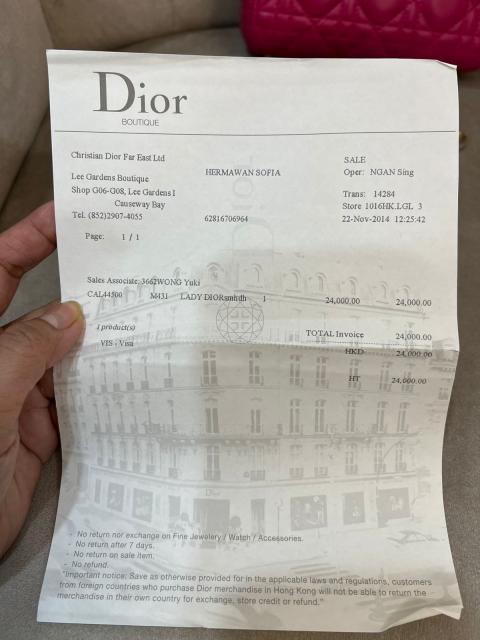 Dior
BOUTIQUE
Christian Dior Far East Ltd
SALE
Lee Gardens Boutique
HERMAWAN SOFIA
Oper: NGAN Sing
Shop G06-G08, Lee Gardens I
Causeway Bay
Trans: 14284
Store 1016HK.LGL 3
Tel. (852)2907-4055
62816706964
22-Nov-2014 12:25:42
Page: 1 / 1
Sales Associate: 3662WONG Yuki
CAL44500 M431 LADY DIORsmhdh 1 24,000.00 24,000.00
1 product(s)
TOTAL Invoice 24,000.00
VIS - Visa
HKD 24,000.00
HT 24,000.00
Dior
- No return nor exchange on Fine Jewelery / Watch / Accessories.
- No return after 7 days.
- No return on sale item.
- No refund.
"Important notice: Save as otherwise provided for in the applicable laws and regulations, customers
from foreign countries who purchase Dior merchandise in Hong Kong will not be able to return the
merchandise in their own country for exchange, store credit or refund."